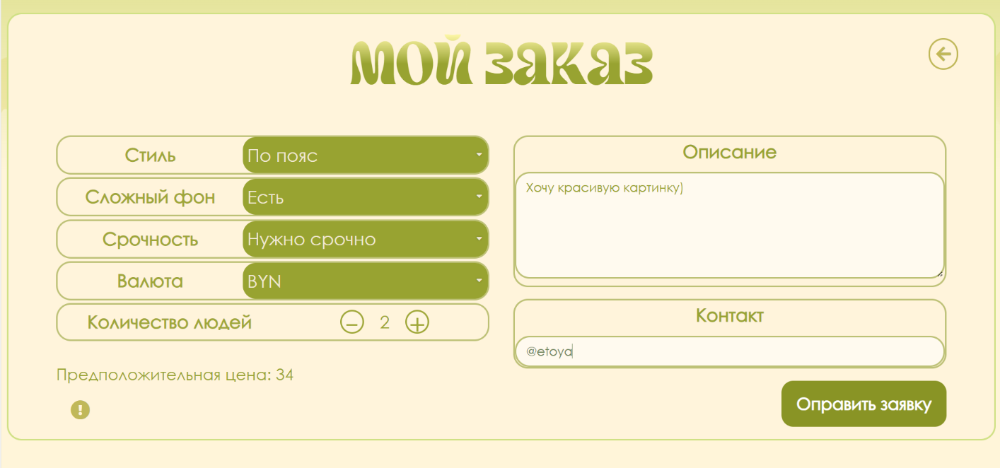 мой заказ
Стиль По пояс
Сложный фон Есть
Срочность Нужно срочно
Валюта BYN
Количество людей − 2 +
Предположительная цена: 34
!
Описание
Хочу красивую картинку)
Контакт
@etoya
Оправить заявку